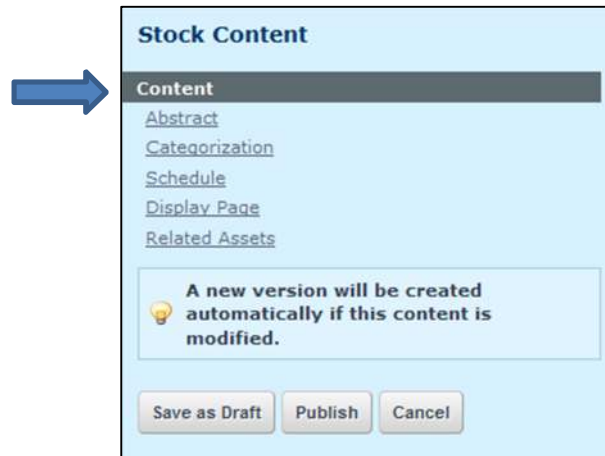 Stock Content
Content
Abstract
Categorization
Schedule
Display Page
Related Assets
A new version will be created
automatically if this content is
modified.
Save as Draft Publish Cancel